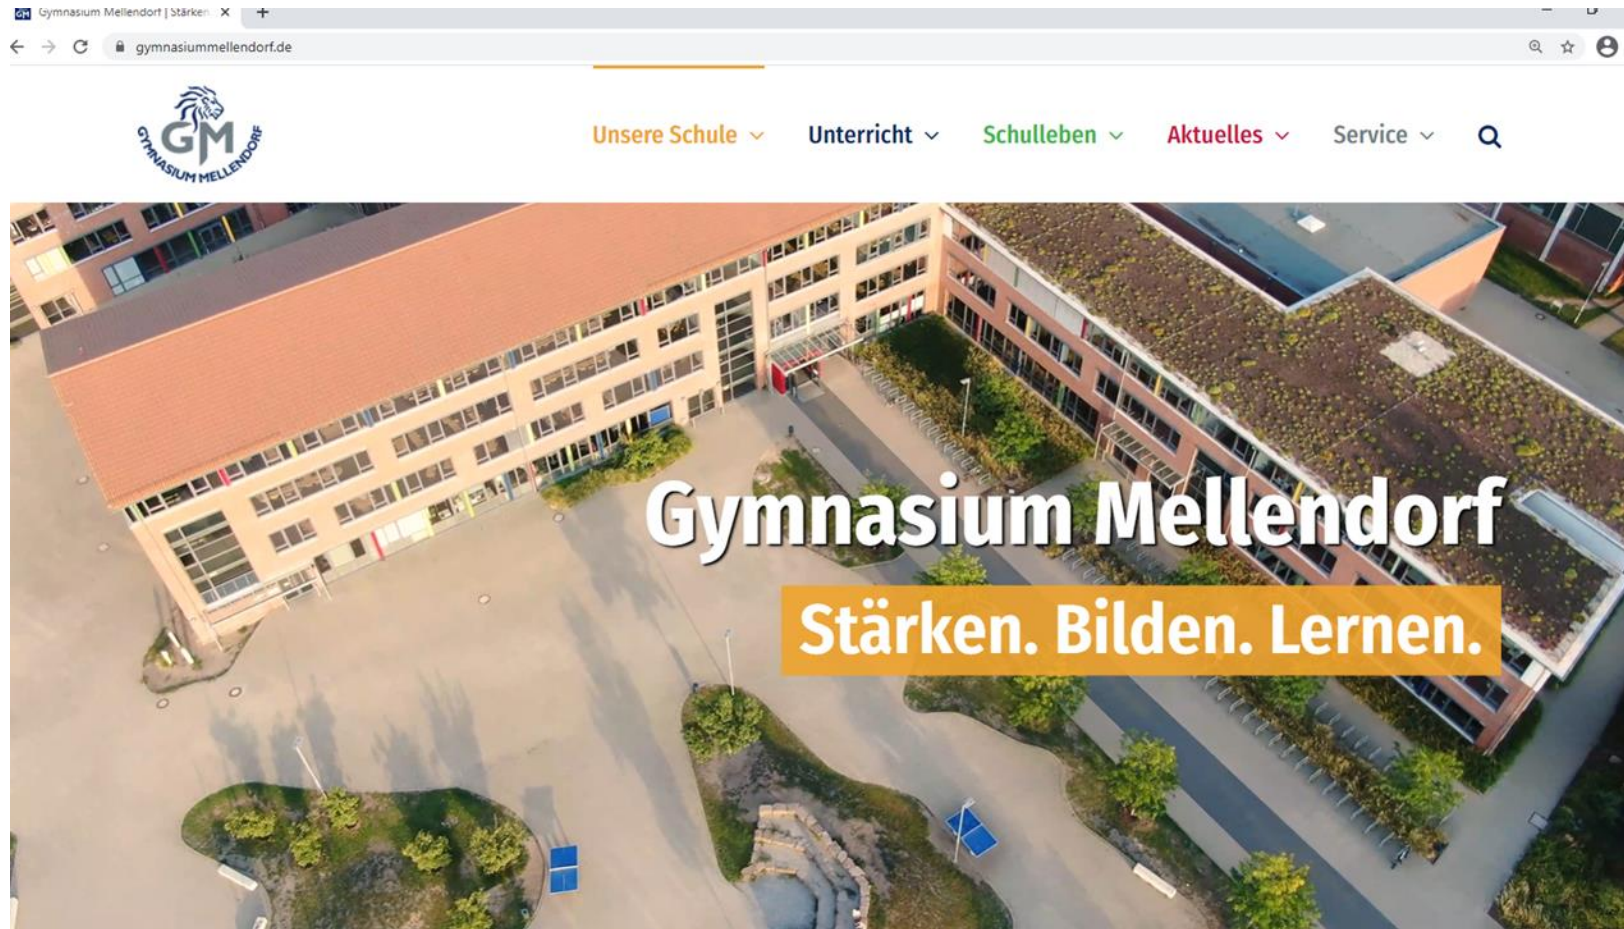 GM Gymnasium Mellendorf | Stärken.
gymnasiummellendorf.de
GM
GYMNASIUM MELLENDORF
Unsere Schule
Unterricht
Schulleben
Aktuelles
Service
Gymnasium Mellendorf
Stärken. Bilden. Lernen.